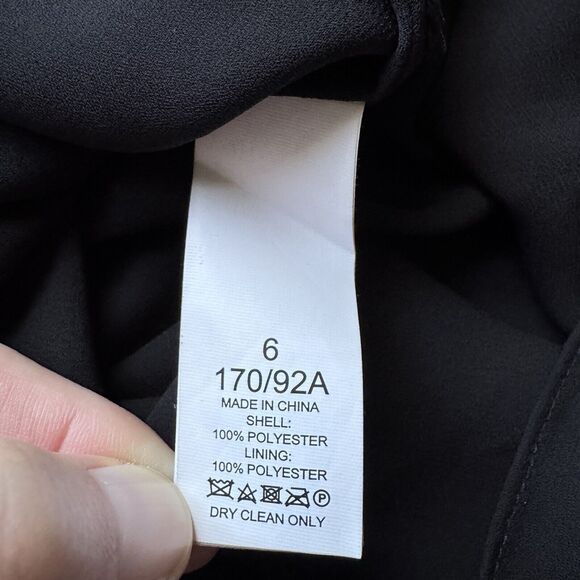 6
170/92A
MADE IN CHINA
SHELL:
100% POLYESTER
LINING:
100% POLYESTER
P
DRY CLEAN ONLY